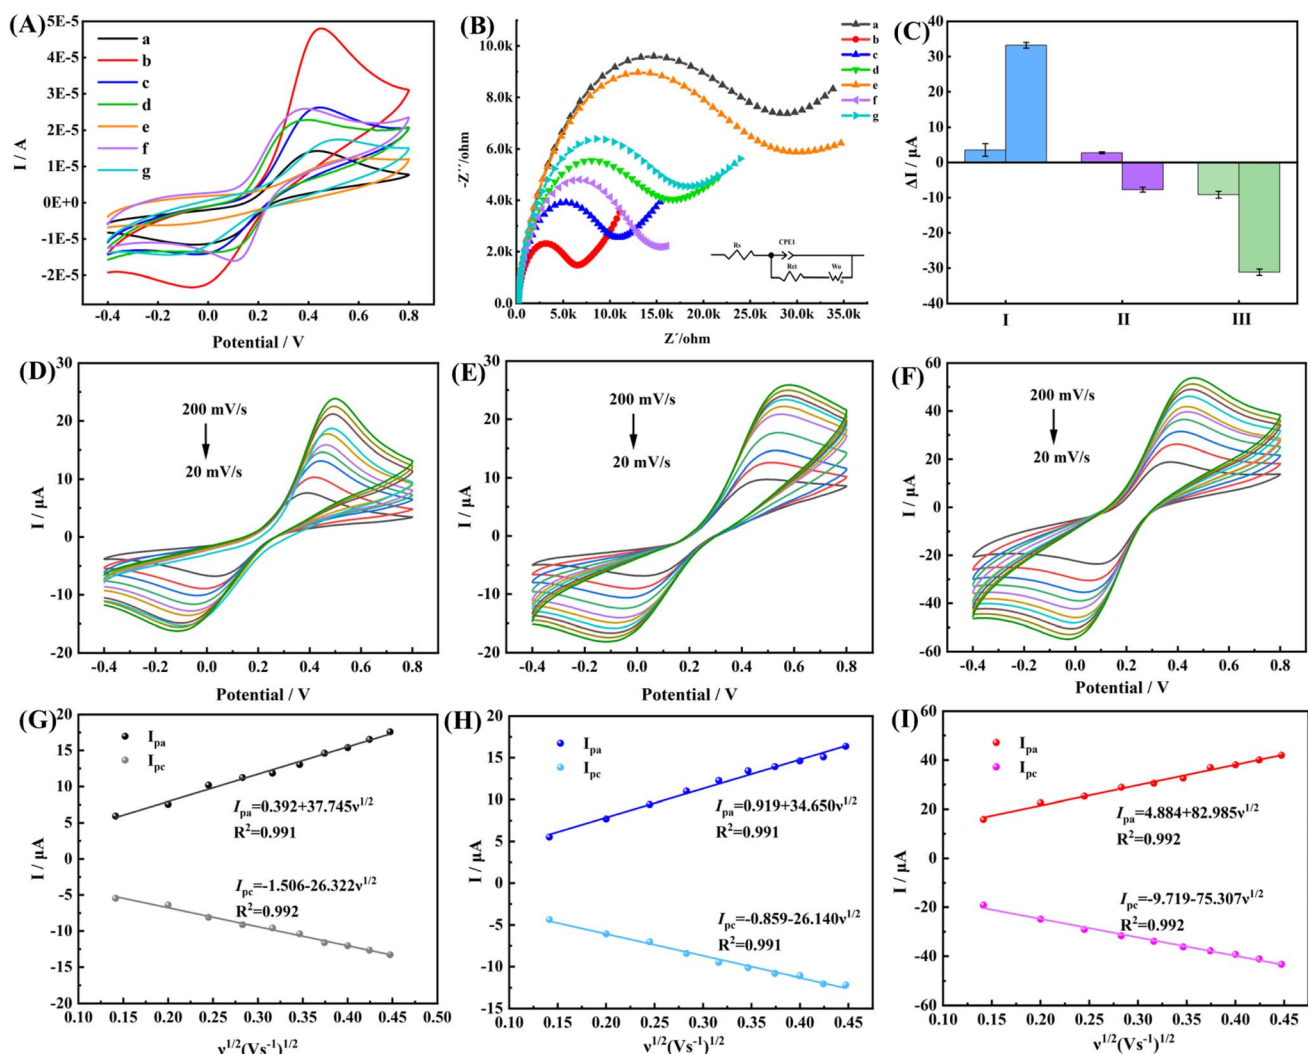 (A)
5E-5
4E-5
3E-5
2E-5
1E-5
0E+0
-1E-5
-2E-5
I / A
a
b
c
d
e
f
g
-0.4
0.0
0.4
0.8
Potential / V
(B)
10.0k
8.0k
6.0k
4.0k
2.0k
0.0
-Z´´/ohm
a
b
c
d
e
f
g
Rs
CPE1
Rct
Wo
0.0
5.0k
10.0k
15.0k
20.0k
25.0k
30.0k
35.0k
Z´/ohm
(C)
40
30
20
10
0
-10
-20
-30
-40
ΔI / μA
I
II
III
(D)
30
20
10
0
-10
-20
I / μA
200 mV/s
20 mV/s
-0.4
-0.2
0.0
0.2
0.4
0.6
0.8
Potential / V
(E)
30
20
10
0
-10
-20
I / μA
200 mV/s
20 mV/s
-0.4
-0.2
0.0
0.2
0.4
0.6
0.8
Potential / V
(F)
60
40
20
0
-20
-40
-60
I / μA
200 mV/s
20 mV/s
-0.4
-0.2
0.0
0.2
0.4
0.6
0.8
Potential / V
(G)
20
15
10
5
0
-5
-10
-15
-20
I / μA
Ipa
Ipc
Ipa=0.392+37.745ν1/2
R2=0.991
Ipc=-1.506-26.322ν1/2
R2=0.992
0.10
0.15
0.20
0.25
0.30
0.35
0.40
0.45
0.50
ν1/2(Vs-1)1/2
(H)
20
15
10
5
0
-5
-10
-15
I / μA
Ipa
Ipc
Ipa=0.919+34.650ν1/2
R2=0.991
Ipc=-0.859-26.140ν1/2
R2=0.991
0.10
0.15
0.20
0.25
0.30
0.35
0.40
0.45
ν1/2(Vs-1)1/2
(I)
60
40
20
0
-20
-40
-60
I / μA
Ipa
Ipc
Ipa=4.884+82.985ν1/2
R2=0.992
Ipc=-9.719-75.307ν1/2
R2=0.992
0.10
0.15
0.20
0.25
0.30
0.35
0.40
0.45
ν1/2(Vs-1)1/2